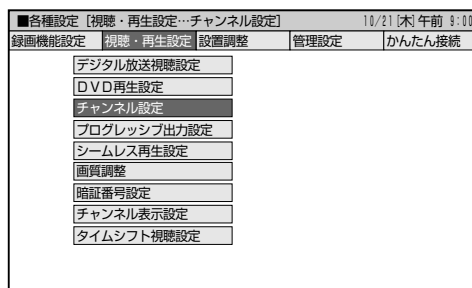 ■各種設定［視聴・再生設定…チャンネル設定］ 10/21[木]午前 9:00
録画機能設定 視聴・再生設定 設置調整 管理設定 かんたん接続
デジタル放送視聴設定
ＤＶＤ再生設定
チャンネル設定
プログレッシブ出力設定
シームレス再生設定
画質調整
暗証番号設定
チャンネル表示設定
タイムシフト視聴設定